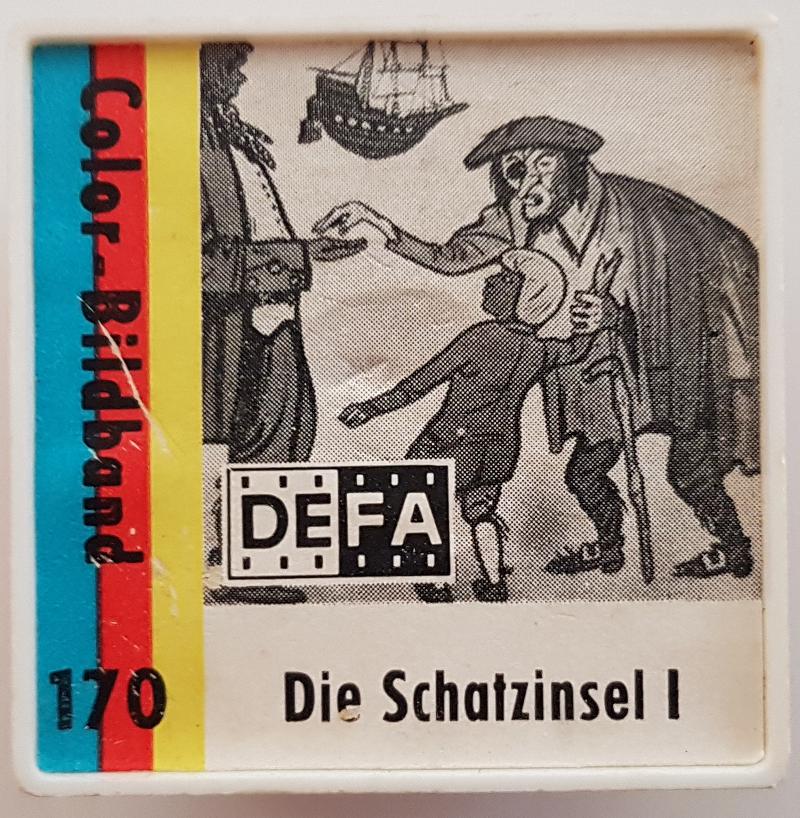 Color-Bildband
DEFA
170
Die Schatzinsel I